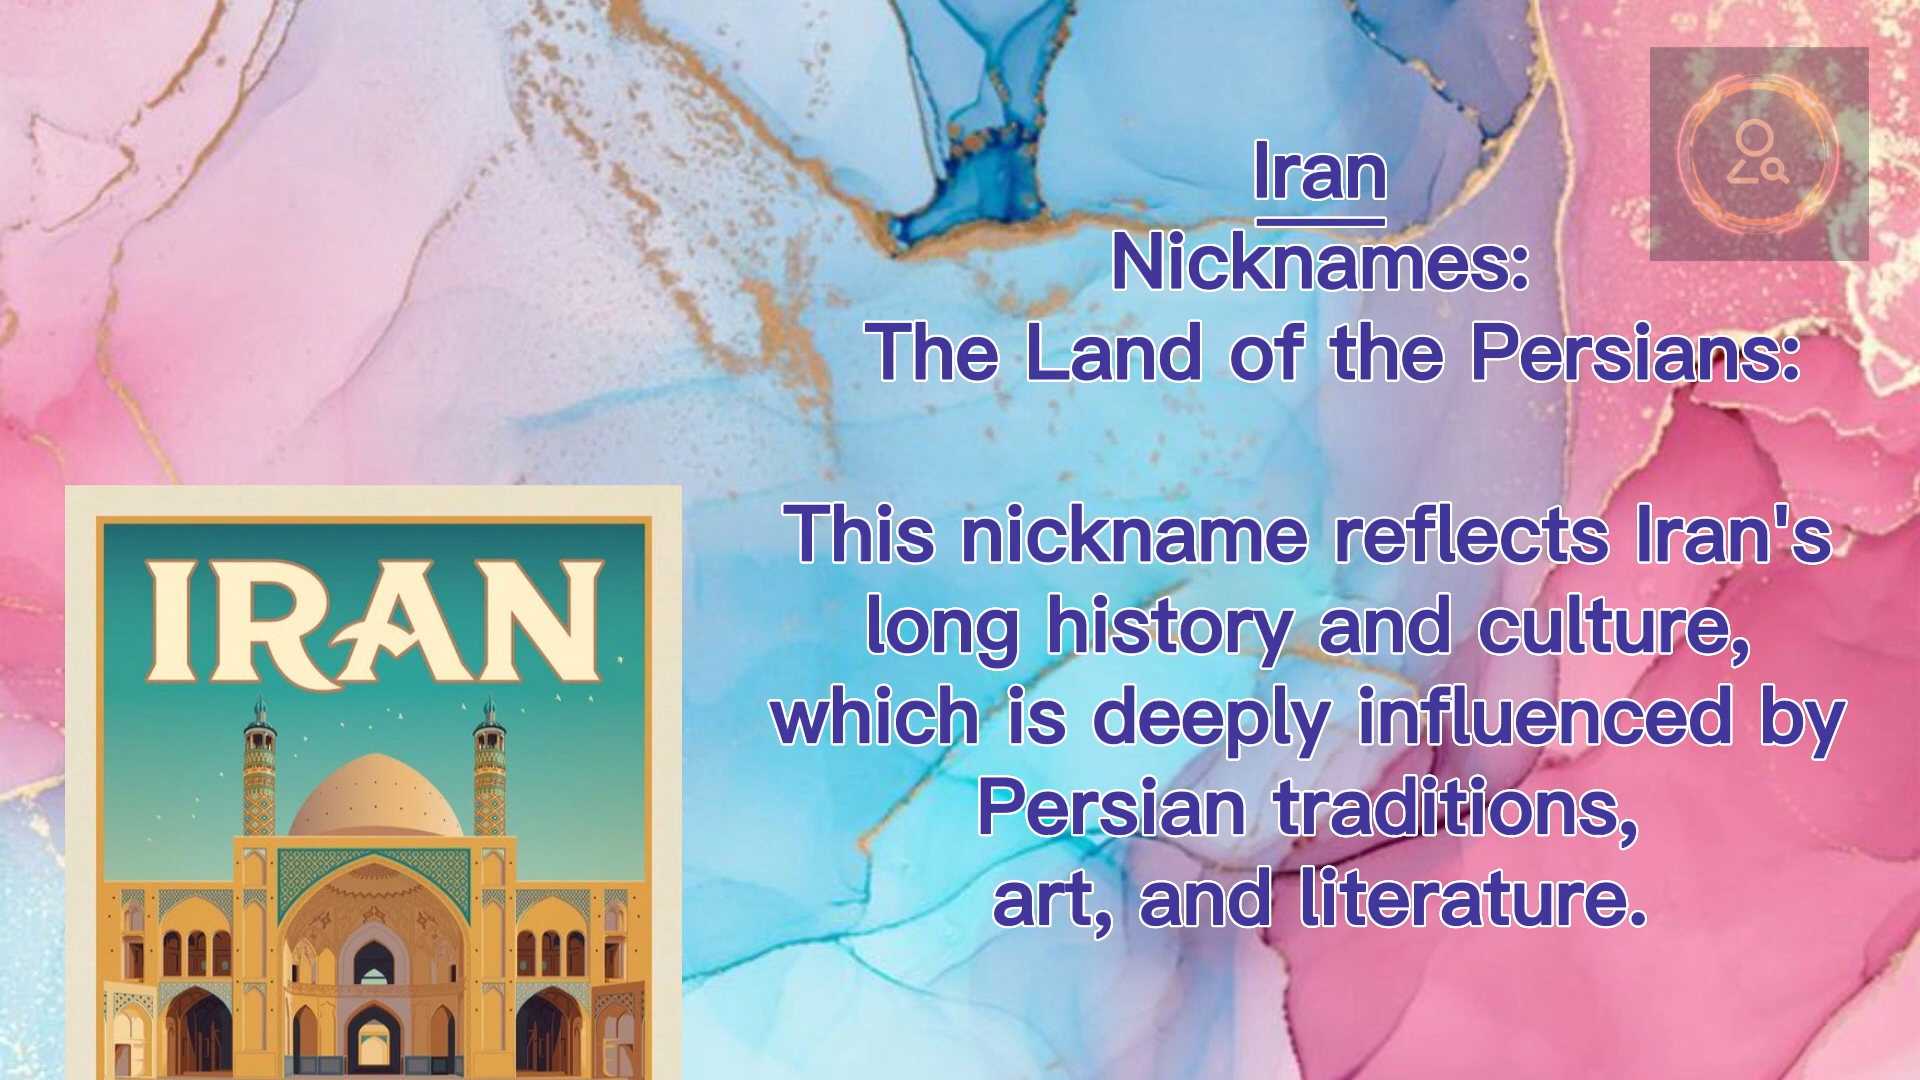 Iran
Nicknames:
The Land of the Persians:
This nickname reflects Iran's
long history and culture,
which is deeply influenced by
Persian traditions,
art, and literature.
IRAN